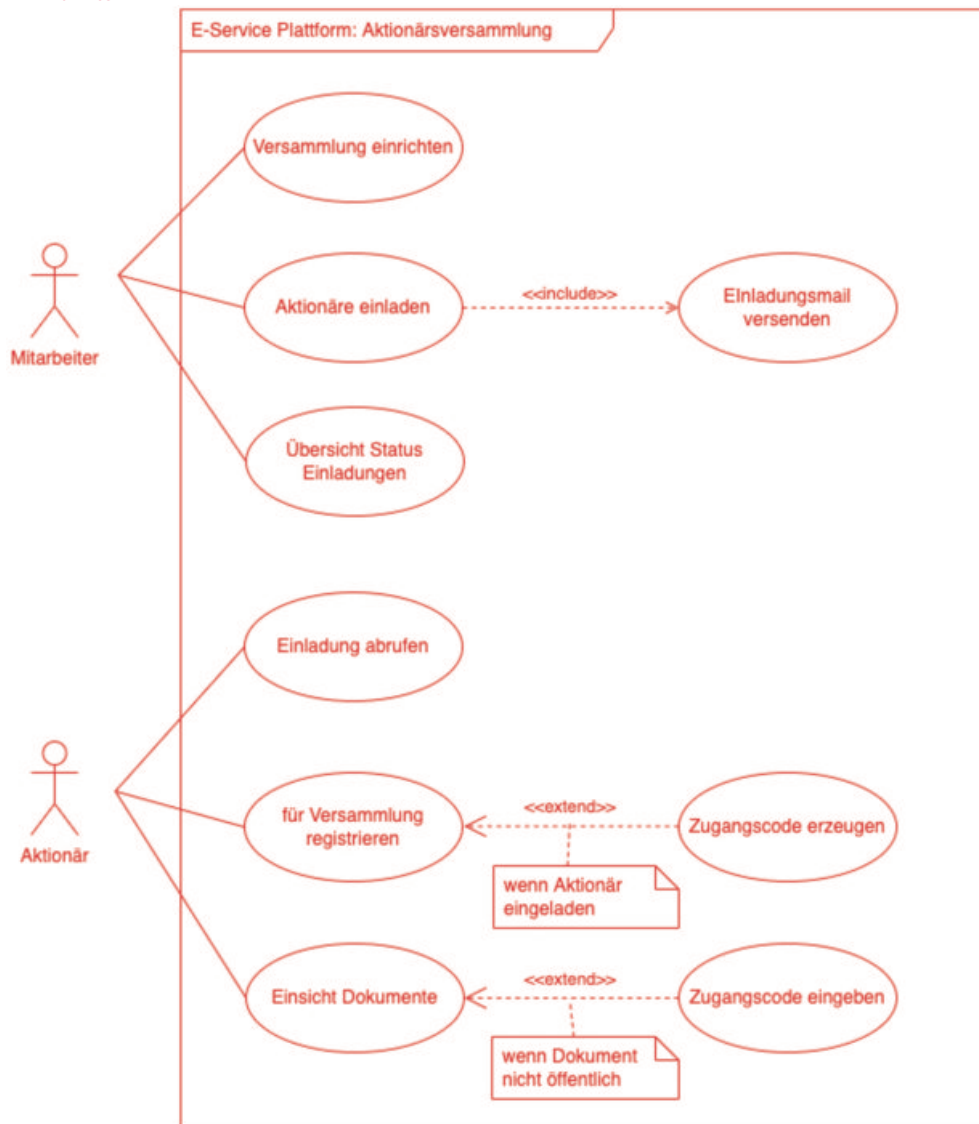 E-Service Plattform: Aktionärsversammlung
Versammlung einrichten
Aktionäre einladen
<<include>>
EInladungsmail
versenden
Mitarbeiter
Übersicht Status
Einladungen
Einladung abrufen
für Versammlung
registrieren
<<extend>>
Zugangscode erzeugen
Aktionär
wenn Aktionär
eingeladen
Einsicht Dokumente
<<extend>>
Zugangscode eingeben
wenn Dokument
nicht öffentlich